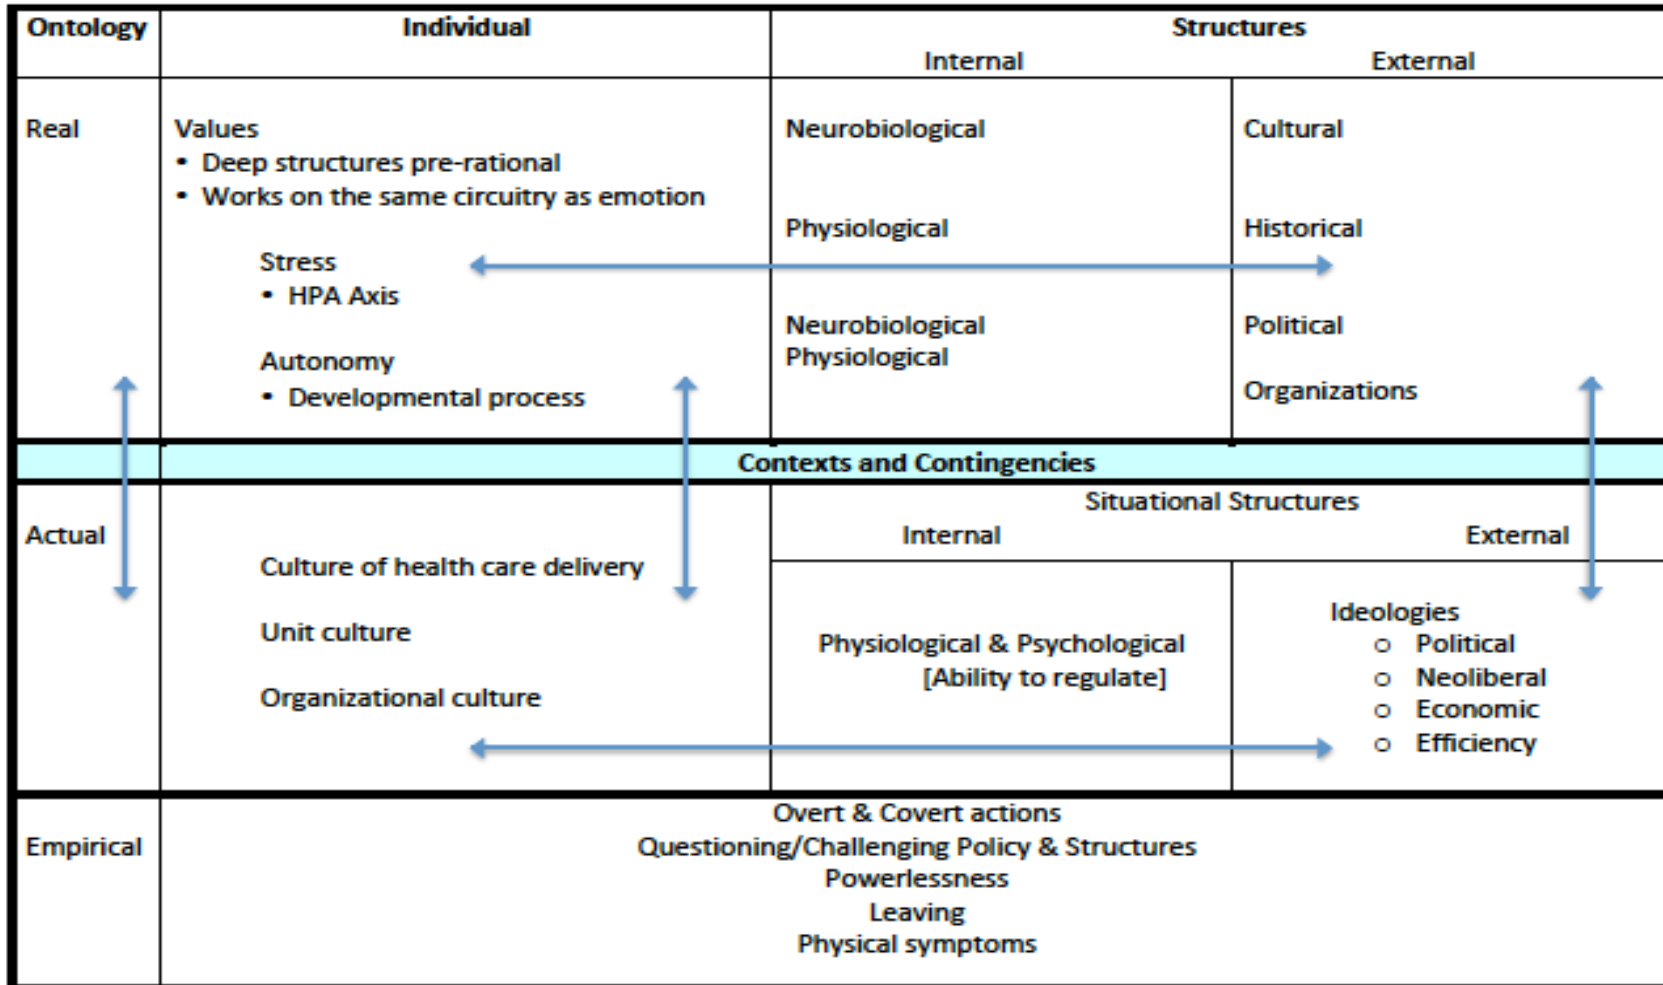 Ontology Individual Structures
Internal External
Real Values Neurobiological Cultural
• Deep structures pre-rational
• Works on the same circuitry as emotion
Physiological Historical
Stress
• HPA Axis
Neurobiological Political
Physiological
Autonomy
• Developmental process Organizations
Contexts and Contingencies
Situational Structures
Actual Internal External
Culture of health care delivery
Ideologies
Unit culture Physiological & Psychological o Political
[Ability to regulate] o Neoliberal
Organizational culture o Economic
o Efficiency
Overt & Covert actions
Empirical Questioning/Challenging Policy & Structures
Powerlessness
Leaving
Physical symptoms